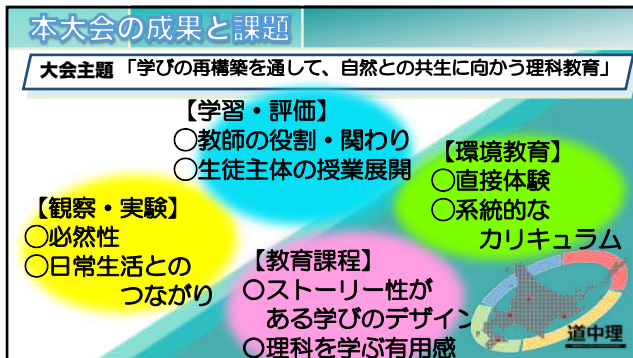 本大会の成果と課題
大会主題 「学びの再構築を通して、自然との共生に向かう理科教育」
【学習・評価】
○教師の役割・関わり
○生徒主体の授業展開
【環境教育】
○直接体験
○系統的な
カリキュラム
【観察・実験】
○必然性
○日常生活との
つながり
【教育課程】
○ストーリー性が
ある学びのデザイン
○理科を学ぶ有用感
道中理